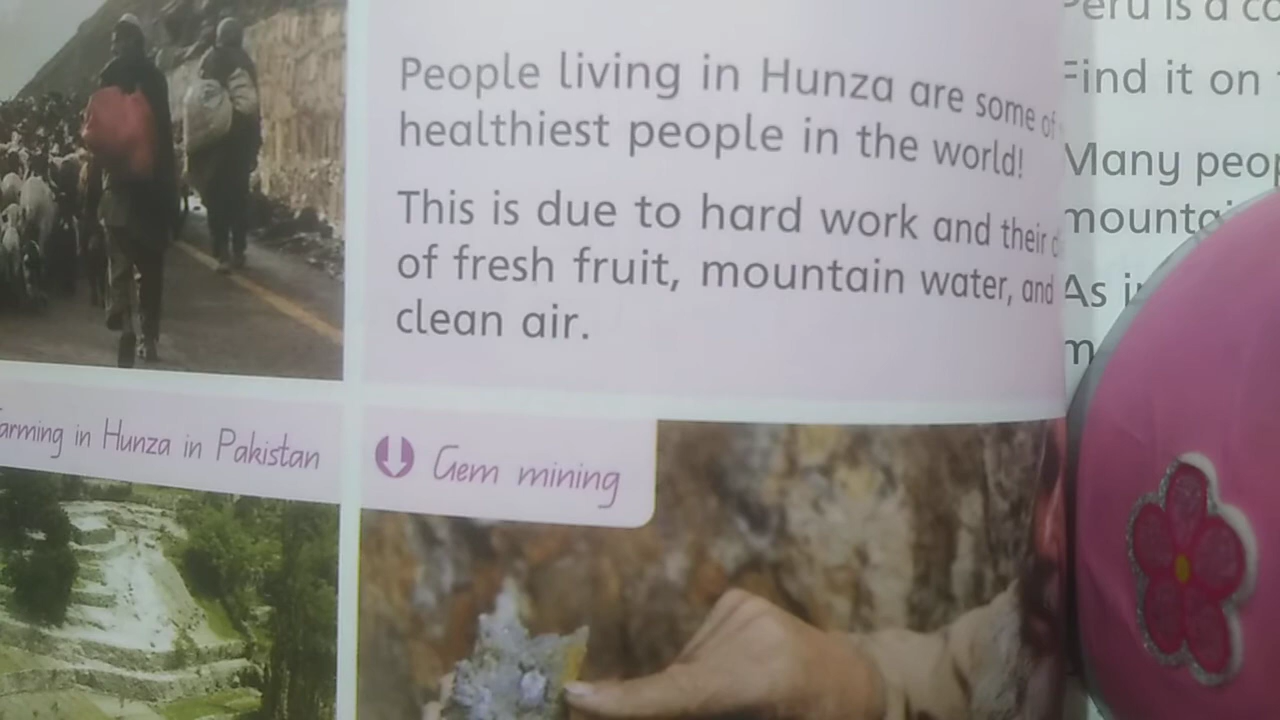 People living in Hunza are some of
healthiest people in the world!
This is due to hard work and their
of fresh fruit, mountain water, and
clean air.
in Hunza in Pakistan
Gem mining
is a
Find it on
Many
As